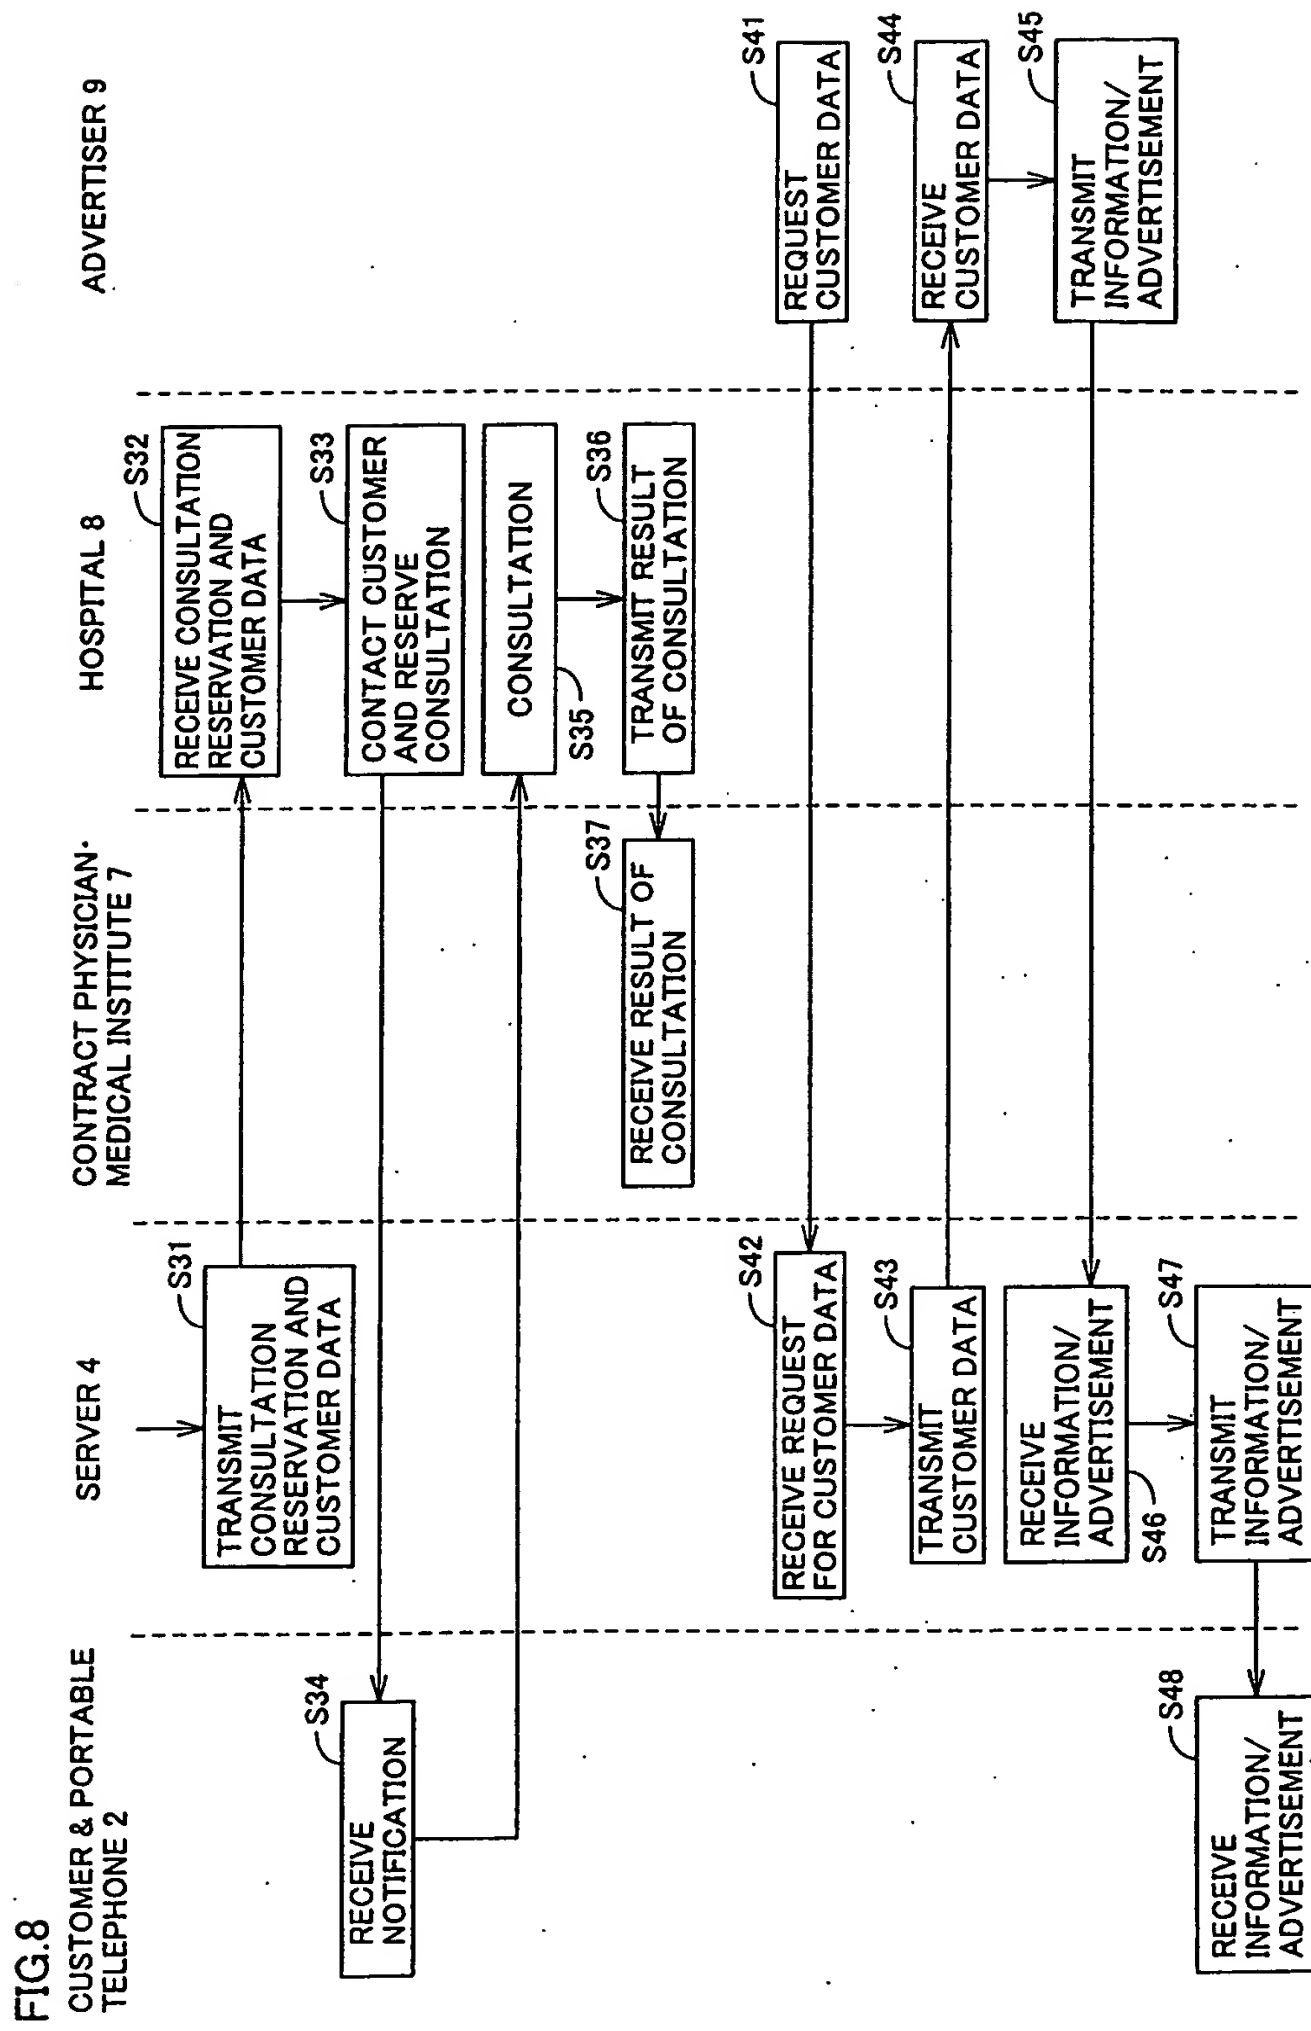 FIG.8
CUSTOMER & PORTABLE
TELEPHONE 2
SERVER 4
CONTRACT PHYSICIAN·
MEDICAL INSTITUTE 7
HOSPITAL 8
ADVERTISER 9
S31
TRANSMIT
CONSULTATION
RESERVATION AND
CUSTOMER DATA
S32
RECEIVE CONSULTATION
RESERVATION AND
CUSTOMER DATA
S33
CONTACT CUSTOMER
AND RESERVE
CONSULTATION
S34
RECEIVE
NOTIFICATION
CONSULTATION
S35
S36
TRANSMIT RESULT
OF CONSULTATION
S37
RECEIVE RESULT OF
CONSULTATION
S41
REQUEST
CUSTOMER DATA
S42
RECEIVE REQUEST
FOR CUSTOMER DATA
S43
TRANSMIT
CUSTOMER DATA
S44
RECEIVE
CUSTOMER DATA
S45
TRANSMIT
INFORMATION/
ADVERTISEMENT
RECEIVE
INFORMATION/
ADVERTISEMENT
S46
S47
TRANSMIT
INFORMATION/
ADVERTISEMENT
S48
RECEIVE
INFORMATION/
ADVERTISEMENT